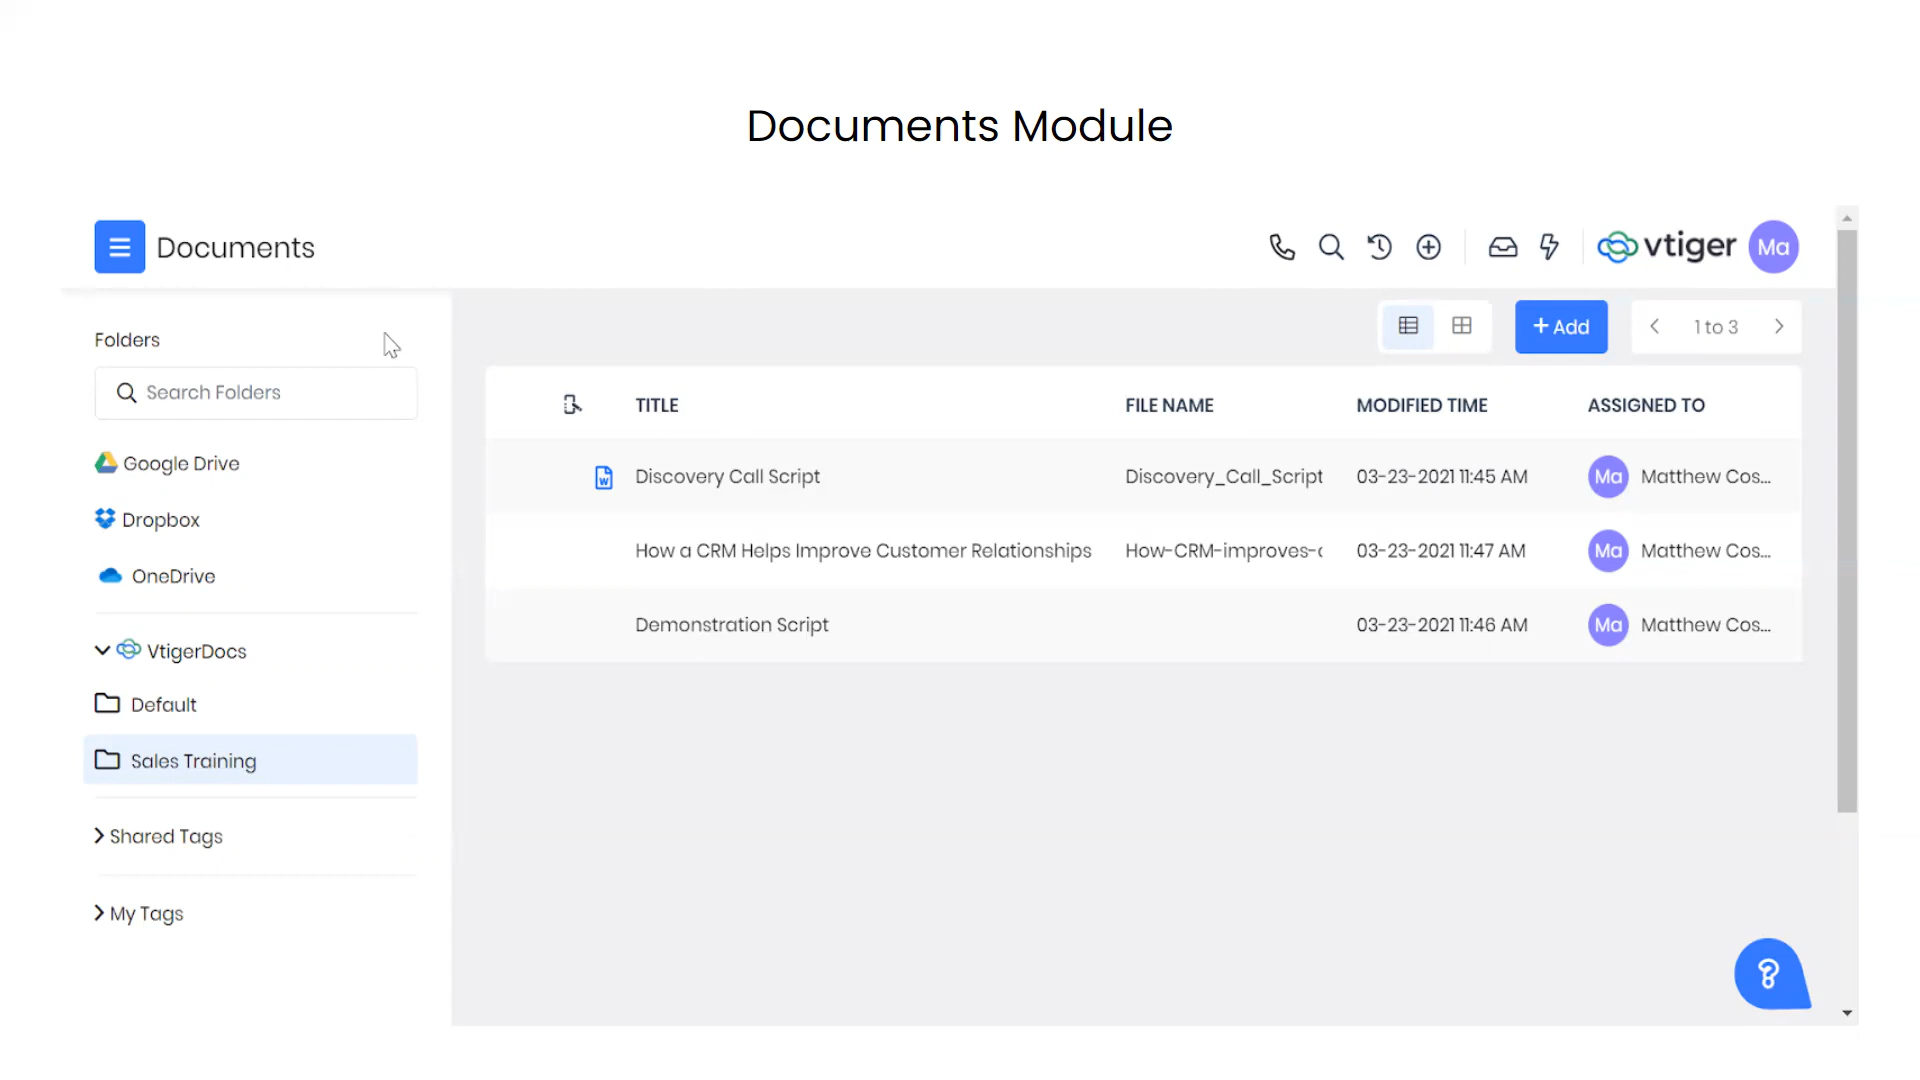 Documents Module
Documents
vtiger
Ma
Folders
Search Folders
Google Drive
Dropbox
OneDrive
VtigerDocs
Default
Sales Training
Shared Tags
My Tags
+ Add
1 to 3
TITLE FILE NAME MODIFIED TIME ASSIGNED TO
W Discovery Call Script Discovery_Call_Script 03-23-2021 11:45 AM Ma Matthew Cos...
How a CRM Helps Improve Customer Relationships How-CRM-improves- 03-23-2021 11:47 AM Ma Matthew Cos...
Demonstration Script 03-23-2021 11:46 AM Ma Matthew Cos...
?